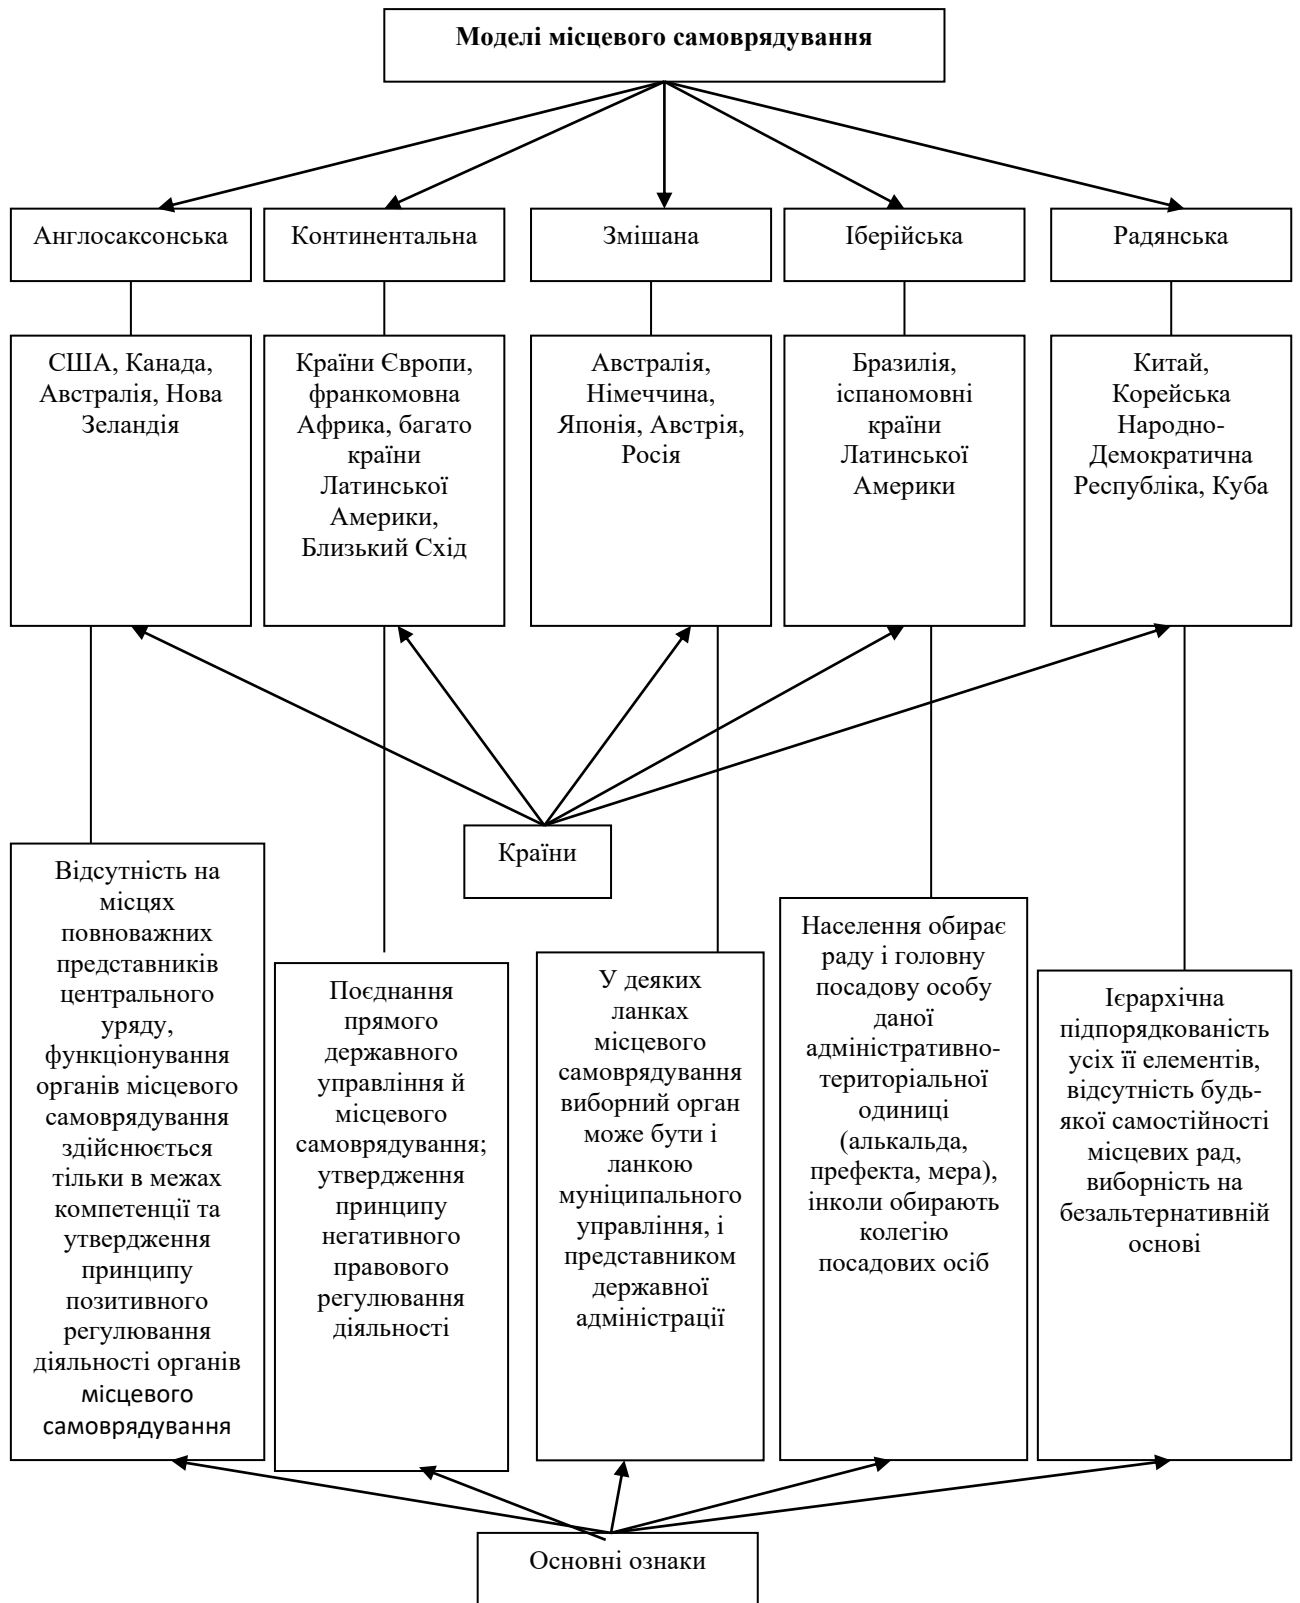 Моделі місцевого самоврядування
Англосаксонська
Континентальна
Змішана
Іберійська
Радянська
США, Канада,
Австралія, Нова
Зеландія
Країни Європи,
франкомовна
Африка, багато
країни
Латинської
Америки,
Близький Схід
Австралія,
Німеччина,
Японія, Австрія,
Росія
Бразилія,
іспаномовні
країни
Латинської
Америки
Китай,
Корейська
Народно-
Демократична
Республіка, Куба
Країни
Відсутність на
місцях
повноважних
представників
центрального
уряду,
функціонування
органів місцевого
самоврядування
здійснюється
тільки в межах
компетенції та
утвердження
принципу
позитивного
регулювання
діяльності органів
місцевого
самоврядування
Поєднання
прямого
державного
управління й
місцевого
самоврядування;
утвердження
принципу
негативного
правового
регулювання
діяльності
У деяких
ланках
місцевого
самоврядування
виборний орган
може бути і
ланкою
муніципального
управління, і
представником
державної
адміністрації
Населення обирає
раду і головну
посадову особу
даної
адміністративно-
територіальної
одиниці
(алькальда,
префекта, мера),
інколи обирають
колегію
посадових осіб
Ієрархічна
підпорядкованість
усіх її елементів,
відсутність будь-
якої самостійності
місцевих рад,
виборність на
безальтернативній
основі
Основні ознаки